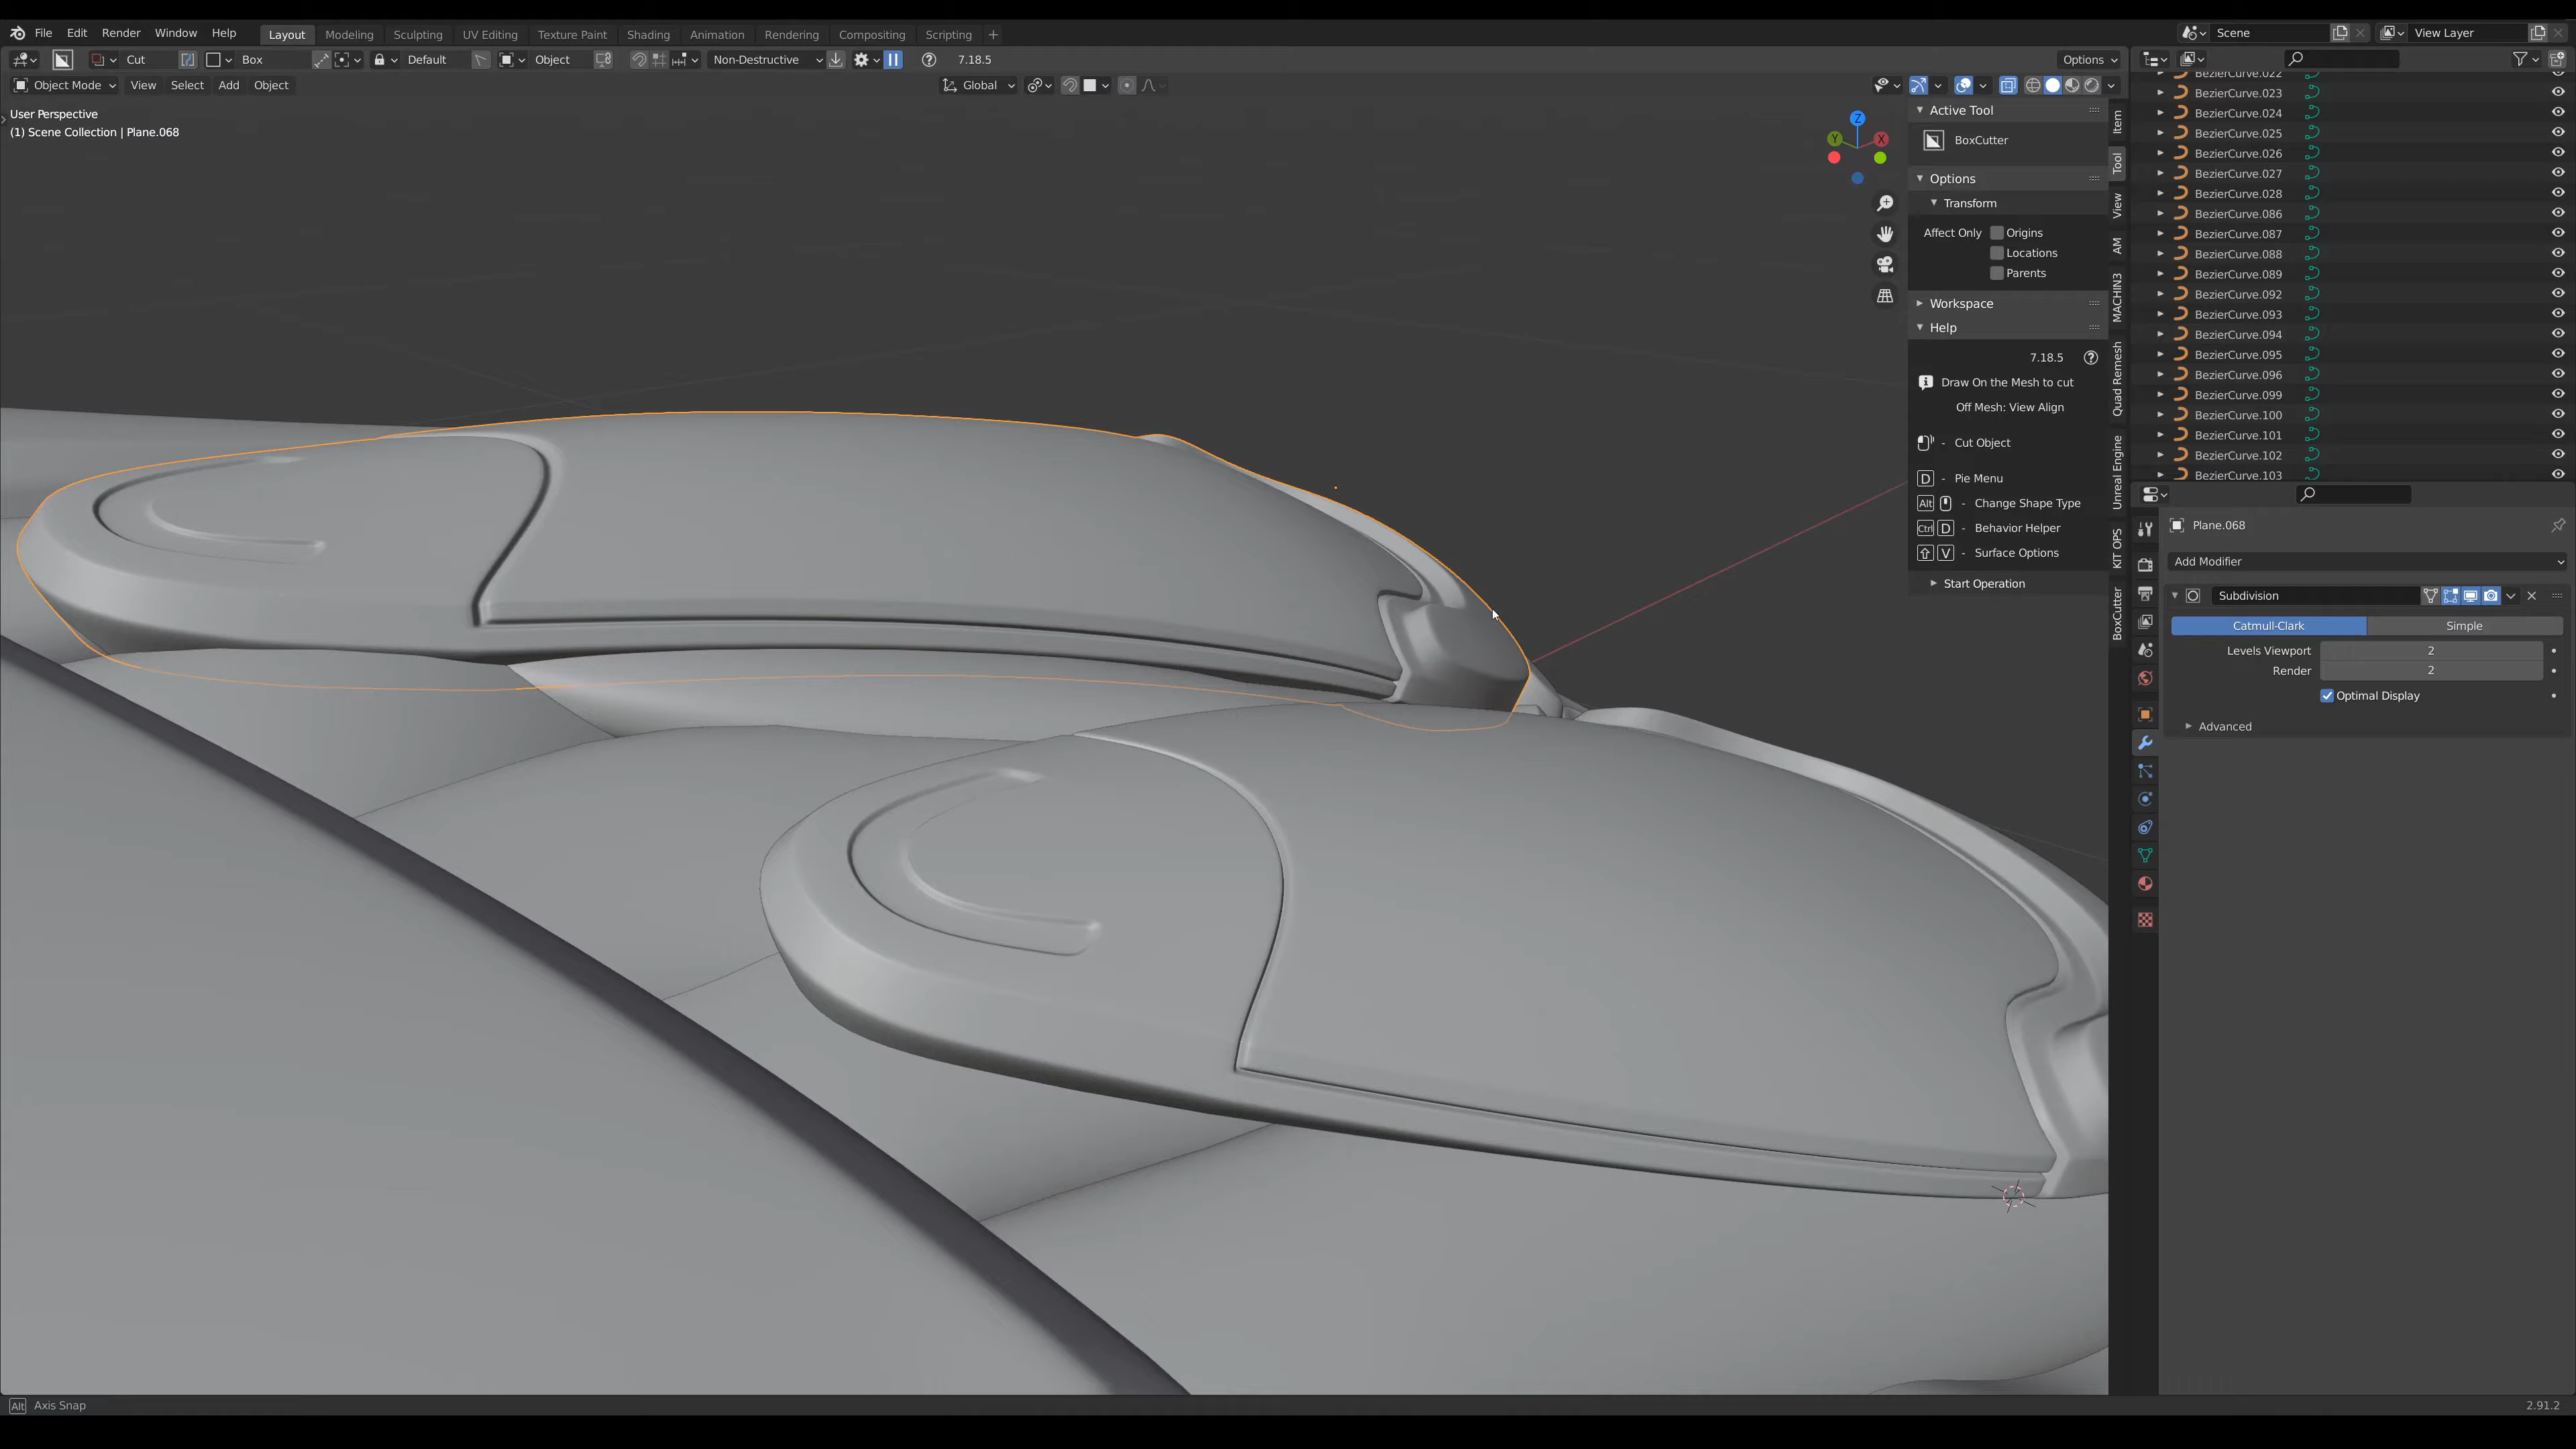 File Edit Render Window Help Layout Modeling Sculpting UV Editing Texture Paint Shading Animation Rendering Compositing Scripting + Scene View Layer
Cut Box Default Object Non-Destructive 7.18.5 Options
Object Mode View Select Add Object Global
User Perspective
(1) Scene Collection | Plane.068
Z
Y
X
Active Tool
BoxCutter
Options
Transform
Affect Only Origins
Locations
Parents
Workspace
Help
7.18.5
Draw On the Mesh to cut
Off Mesh: View Align
- Cut Object
D - Pie Menu
Alt - Change Shape Type
Ctrl D - Behavior Helper
V - Surface Options
Start Operation
Item
Tool
View
AM
MACHIN3
Quad Remesh
Unreal Engine
KIT OPS
BoxCutter
BezierCurve.022
BezierCurve.023
BezierCurve.024
BezierCurve.025
BezierCurve.026
BezierCurve.027
BezierCurve.028
BezierCurve.086
BezierCurve.087
BezierCurve.088
BezierCurve.089
BezierCurve.092
BezierCurve.093
BezierCurve.094
BezierCurve.095
BezierCurve.096
BezierCurve.099
BezierCurve.100
BezierCurve.101
BezierCurve.102
BezierCurve.103
Plane.068
Add Modifier
Subdivision
Catmull-Clark Simple
Levels Viewport 2
Render 2
Optimal Display
Advanced
Alt Axis Snap
2.91.2